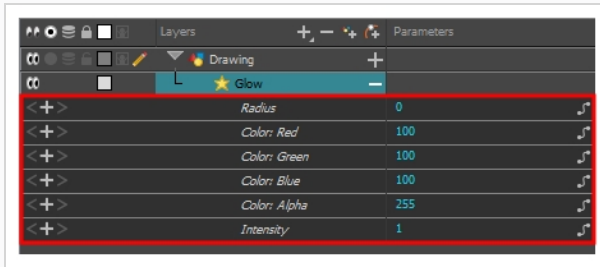 Layers Parameters
Drawing
Glow
Radius 0
Color: Red 100
Color: Green 100
Color: Blue 100
Color: Alpha 255
Intensity 1